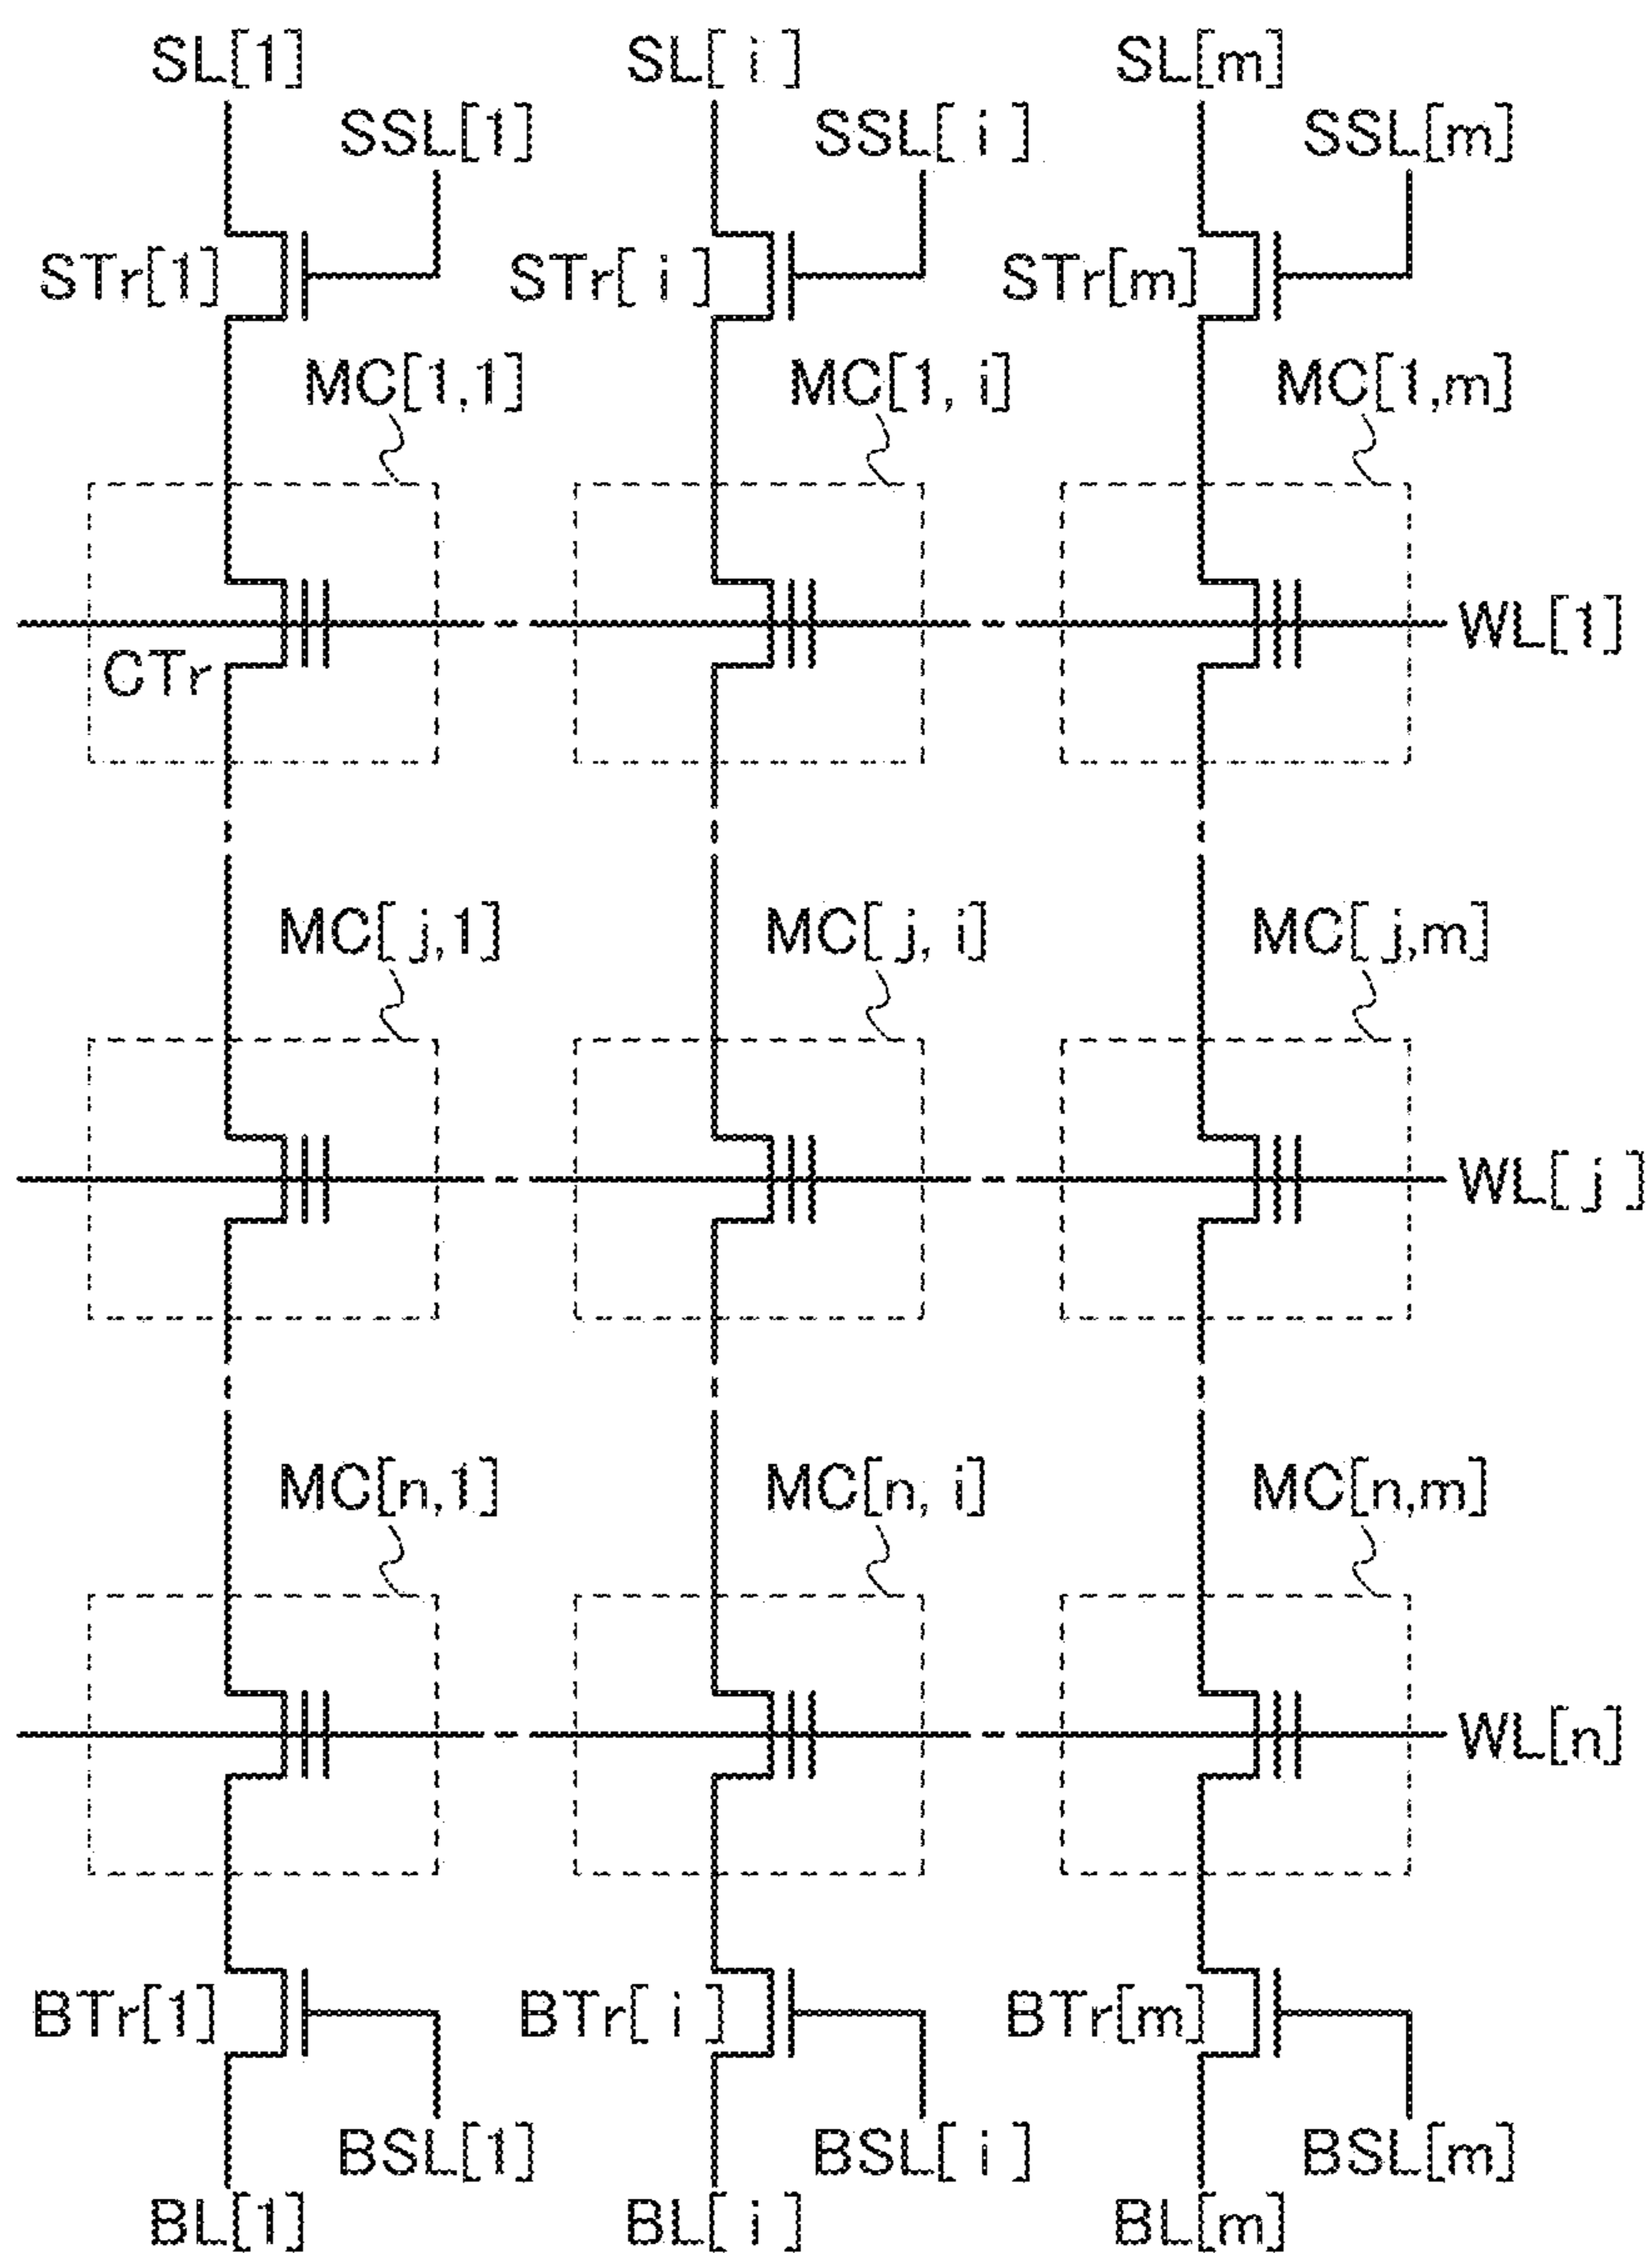 SL[1] SL[ i ] SL[m]
SSL[1] SSL[ i ] SSL[m]
STr[1] STr[ i ] STr[m]
MC[1,1] MC[1, i] MC[1,m]
WL[1]
CTr
MC[ j,1] MC[ j, i] MC[ j,m]
WL[ j ]
MC[n,1] MC[n, i] MC[n,m]
WL[n]
BTr[1] BTr[ i ] BTr[m]
BSL[1] BSL[ i ] BSL[m]
BL[1] BL[ i ] BL[m]